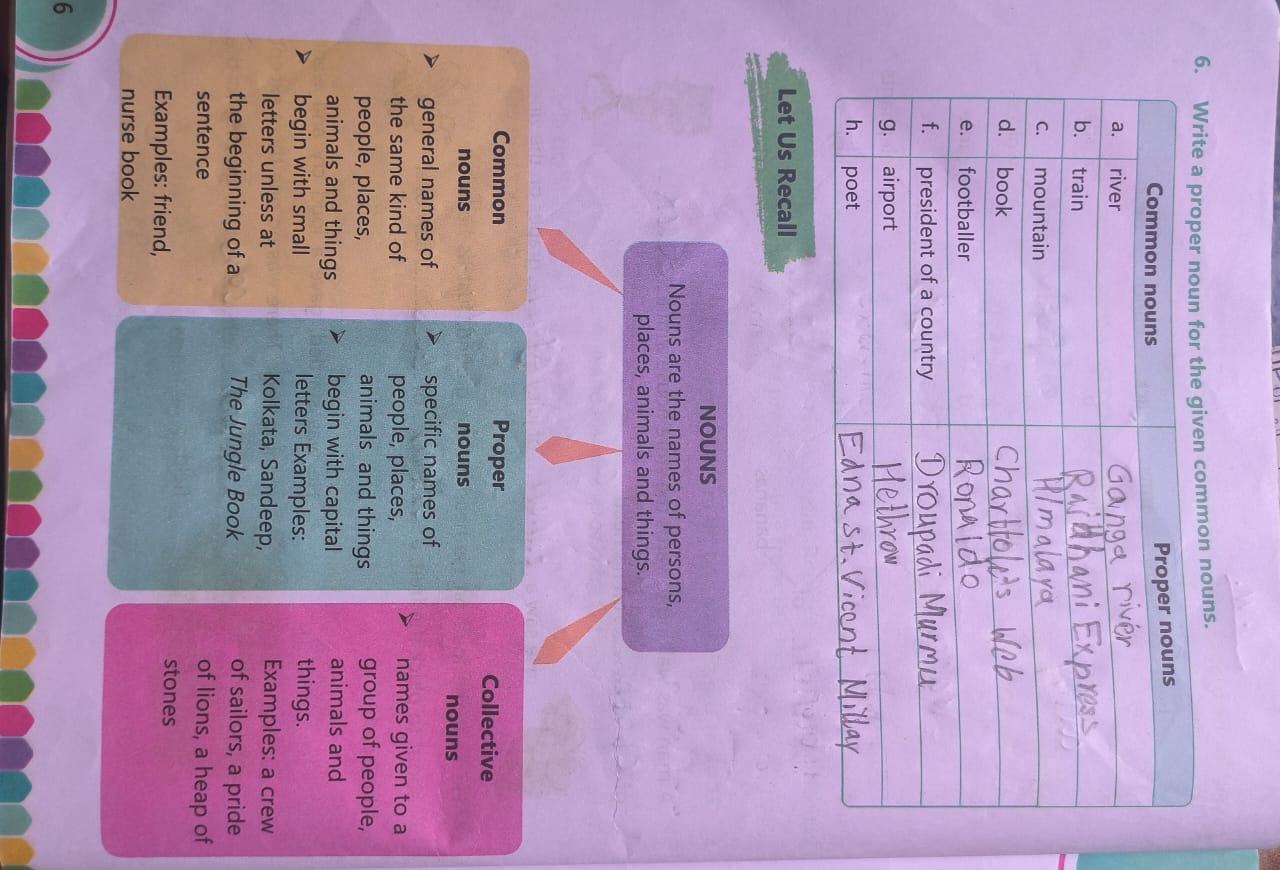 6. Write a proper noun for the given common nouns.
Common nouns Proper nouns
a. river Ganga river
b. train Rajdhani Express
c. mountain Himalaya
d. book Charllote's Web
e. footballer Ronaldo
f. president of a country Droupadi Murmu
g. airport Hethrow
h. poet Edna st. Vicent Millay
Let Us Recall
NOUNS
Nouns are the names of persons,
places, animals and things.
Common
nouns
➤ general names of
the same kind of
people, places,
animals and things
➤ begin with small
letters unless at
the beginning of a
sentence
Examples: friend,
nurse book
Proper
nouns
➤ specific names of
people, places,
animals and things
➤ begin with capital
letters Examples:
Kolkata, Sandeep,
The Jungle Book
Collective
nouns
➤ names given to a
group of people,
animals and
things.
Examples: a crew
of sailors, a pride
of lions, a heap of
stones
6